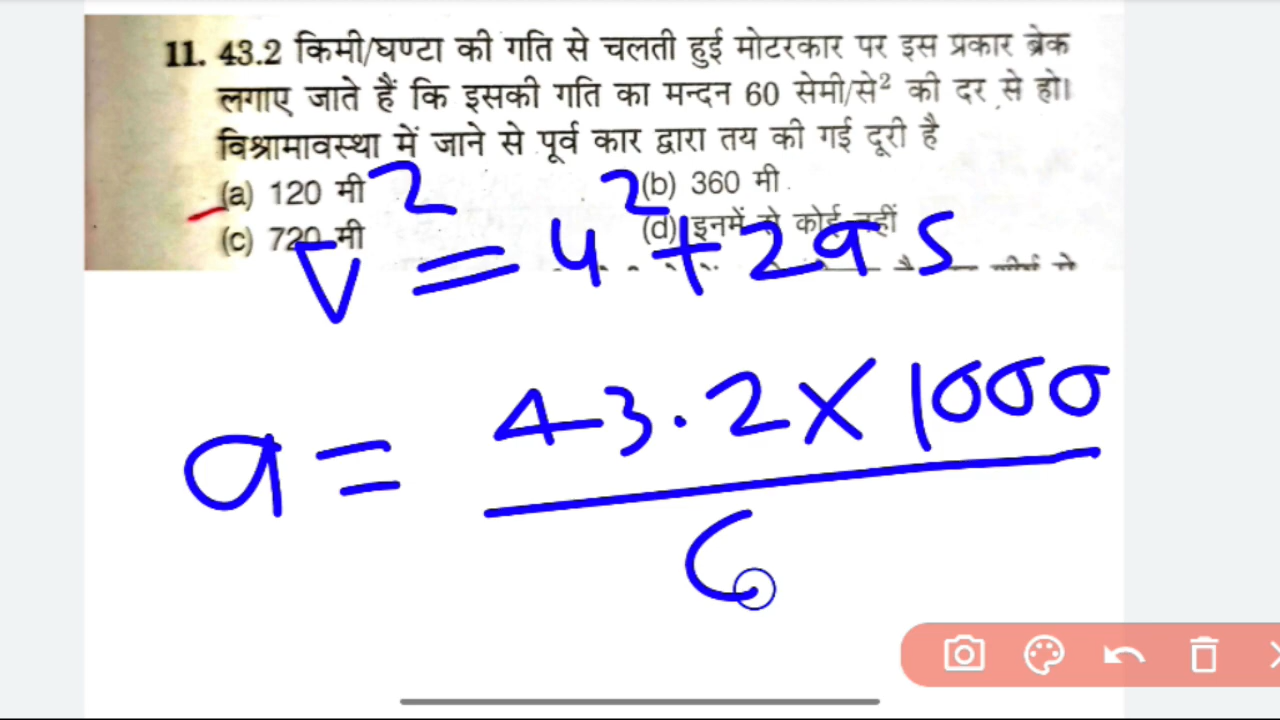 11. 43.2 किमी/घण्टा की गति से चलती हुई मोटरकार पर इस प्रकार ब्रेक
लगाए जाते हैं कि इसकी गति का मन्दन 60 सेमी/से² की दर से हो।
विश्रामावस्था में जाने से पूर्व कार द्वारा तय की गई दूरी है
(a) 120 मी (b) 360 मी
(c) 720 मी (d) इनमें से कोई नहीं
v² = u² + 2as
a = 43.2 × 1000
6